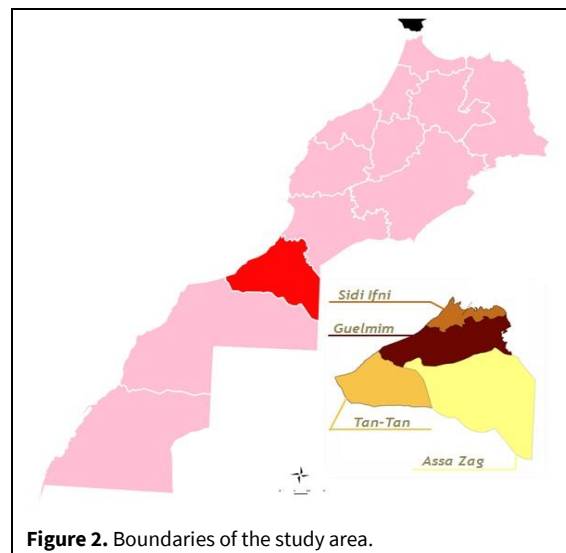 Sidi Ifni
Guelmim
Tan-Tan
Assa Zag
Figure 2. Boundaries of the study area.